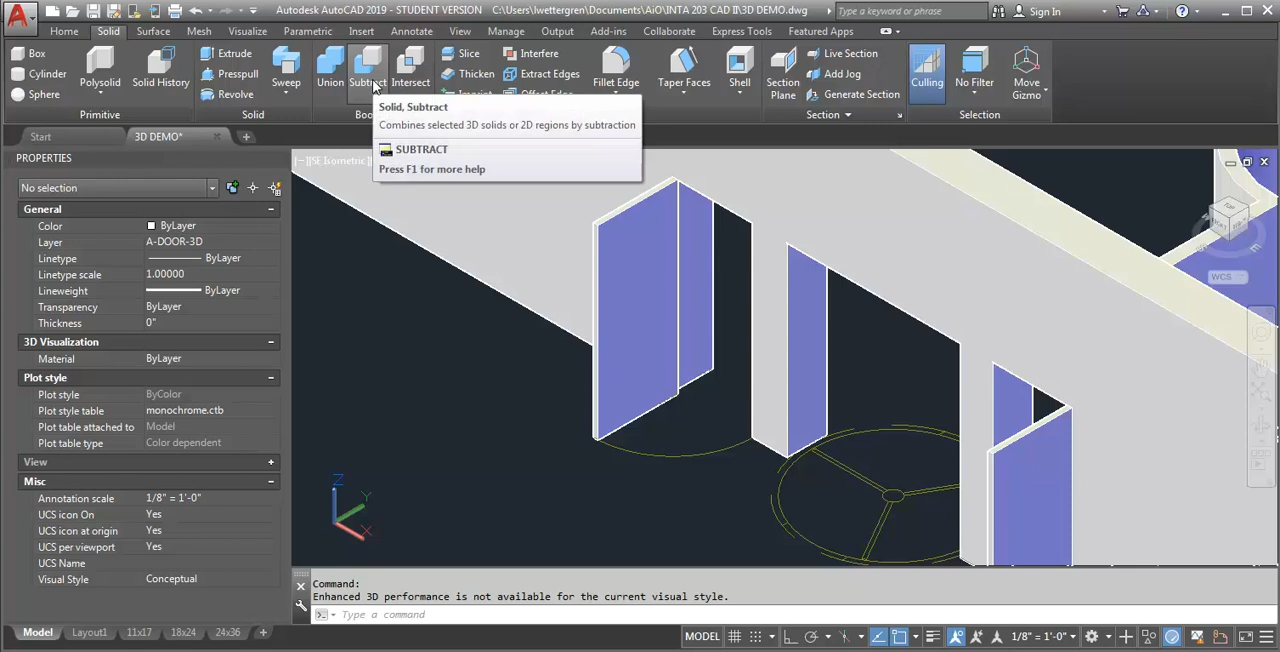 Autodesk AutoCAD 2019 - STUDENT VERSION C:\Users\lwettergren\Documents\AiO\INTA 203 CAD II\3D DEMO.dwg
Type a keyword or phrase
Sign In
Home Solid Surface Mesh Visualize Parametric Insert Annotate View Manage Output Add-ins Collaborate Express Tools Featured Apps
Box
Cylinder
Sphere
Polysolid
Solid History
Primitive
Extrude
Presspull
Revolve
Sweep
Solid
Union
Subtract
Intersect
Slice
Thicken
Imprint
Interfere
Extract Edges
Offset Edge
Fillet Edge
Taper Faces
Shell
Section Plane
Live Section
Add Jog
Generate Section
Section
Culling
No Filter
Move Gizmo
Selection
Solid, Subtract
Combines selected 3D solids or 2D regions by subtraction
SUBTRACT
Press F1 for more help
Start
3D DEMO*
PROPERTIES
No selection
General
Color ByLayer
Layer A-DOOR-3D
Linetype ByLayer
Linetype scale 1.00000
Lineweight ByLayer
Transparency ByLayer
Thickness 0"
3D Visualization
Material ByLayer
Plot style
Plot style ByColor
Plot style table monochrome.ctb
Plot table attached to Model
Plot table type Color dependent
View
Misc
Annotation scale 1/8" = 1'-0"
UCS icon On Yes
UCS icon at origin Yes
UCS per viewport Yes
UCS Name
Visual Style Conceptual
[−][SE Isometric]
TOP
E
WCS
Z
Y
X
Command:
Enhanced 3D performance is not available for the current visual style.
Type a command
Model Layout1 11x17 18x24 24x36
MODEL
1/8" = 1'-0"